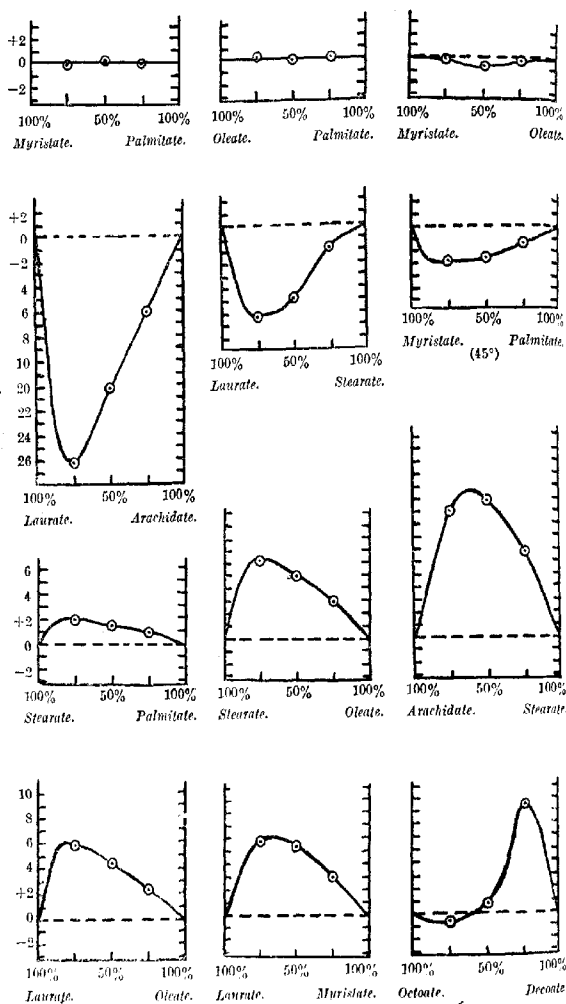 +2
0
−2
100% 50% 100%
Myristate. Palmitate.
100% 50% 100%
Oleate. Palmitate.
100% 50% 100%
Myristate. Oleate.
+2
0
−2
6
8
20
22
24
26
100% 50% 100%
Laurate. Arachidate.
100% 50% 100%
Laurate. Stearate.
100% 50% 100%
Myristate. Palmitate.
(45°)
6
4
+2
0
−2
100% 50% 100%
Stearate. Palmitate.
100% 50% 100%
Stearate. Oleate.
100% 50% 100%
Arachidate. Stearate.
10
8
6
4
+2
0
−2
100% 50% 100%
Laurate. Oleate.
100% 50% 100%
Laurate. Myristate.
100% 50% 100%
Octoate. Decoate.